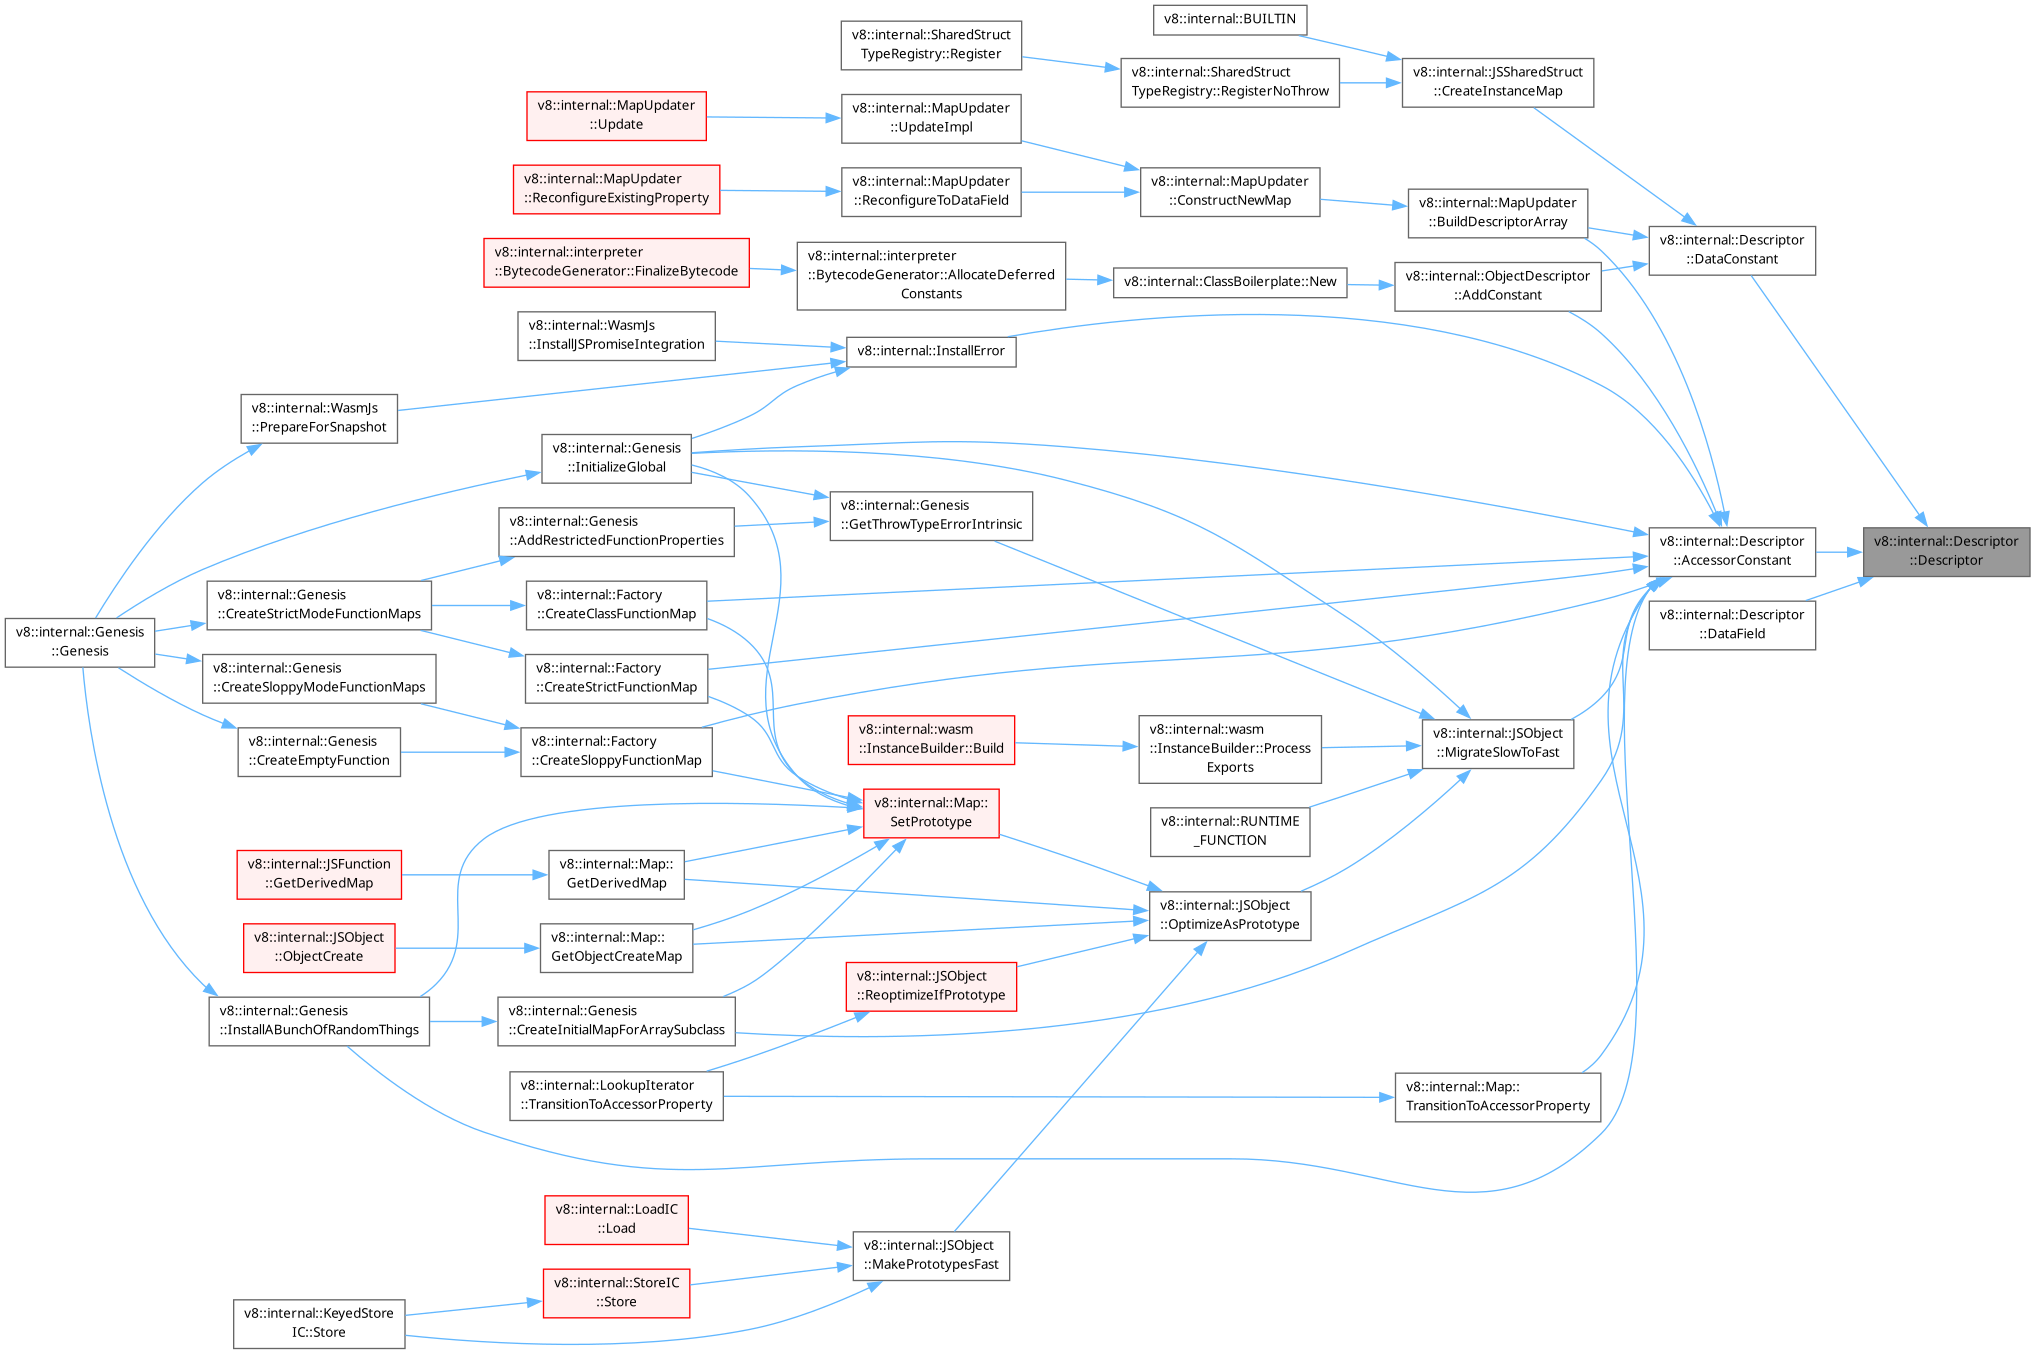 v8::internal::BUILTIN
v8::internal::SharedStruct
TypeRegistry::Register
v8::internal::SharedStruct
TypeRegistry::RegisterNoThrow
v8::internal::JSSharedStruct
::CreateInstanceMap
v8::internal::MapUpdater
::Update
v8::internal::MapUpdater
::UpdateImpl
v8::internal::MapUpdater
::ReconfigureExistingProperty
v8::internal::MapUpdater
::ReconfigureToDataField
v8::internal::MapUpdater
::ConstructNewMap
v8::internal::MapUpdater
::BuildDescriptorArray
v8::internal::Descriptor
::DataConstant
v8::internal::interpreter
::BytecodeGenerator::FinalizeBytecode
v8::internal::interpreter
::BytecodeGenerator::AllocateDeferred
Constants
v8::internal::ClassBoilerplate::New
v8::internal::ObjectDescriptor
::AddConstant
v8::internal::WasmJs
::InstallJSPromiseIntegration
v8::internal::InstallError
v8::internal::WasmJs
::PrepareForSnapshot
v8::internal::Genesis
::InitializeGlobal
v8::internal::Genesis
::AddRestrictedFunctionProperties
v8::internal::Genesis
::GetThrowTypeErrorIntrinsic
v8::internal::Descriptor
::AccessorConstant
v8::internal::Descriptor
::Descriptor
v8::internal::Genesis
::CreateStrictModeFunctionMaps
v8::internal::Factory
::CreateClassFunctionMap
v8::internal::Descriptor
::DataField
v8::internal::Genesis
::Genesis
v8::internal::Genesis
::CreateSloppyModeFunctionMaps
v8::internal::Factory
::CreateStrictFunctionMap
v8::internal::Genesis
::CreateEmptyFunction
v8::internal::Factory
::CreateSloppyFunctionMap
v8::internal::wasm
::InstanceBuilder::Build
v8::internal::wasm
::InstanceBuilder::Process
Exports
v8::internal::JSObject
::MigrateSlowToFast
v8::internal::Map::
SetPrototype
v8::internal::RUNTIME
_FUNCTION
v8::internal::JSFunction
::GetDerivedMap
v8::internal::Map::
GetDerivedMap
v8::internal::JSObject
::OptimizeAsPrototype
v8::internal::JSObject
::ObjectCreate
v8::internal::Map::
GetObjectCreateMap
v8::internal::JSObject
::ReoptimizeIfPrototype
v8::internal::Genesis
::InstallABunchOfRandomThings
v8::internal::Genesis
::CreateInitialMapForArraySubclass
v8::internal::LookupIterator
::TransitionToAccessorProperty
v8::internal::Map::
TransitionToAccessorProperty
v8::internal::LoadIC
::Load
v8::internal::JSObject
::MakePrototypesFast
v8::internal::StoreIC
::Store
v8::internal::KeyedStore
IC::Store